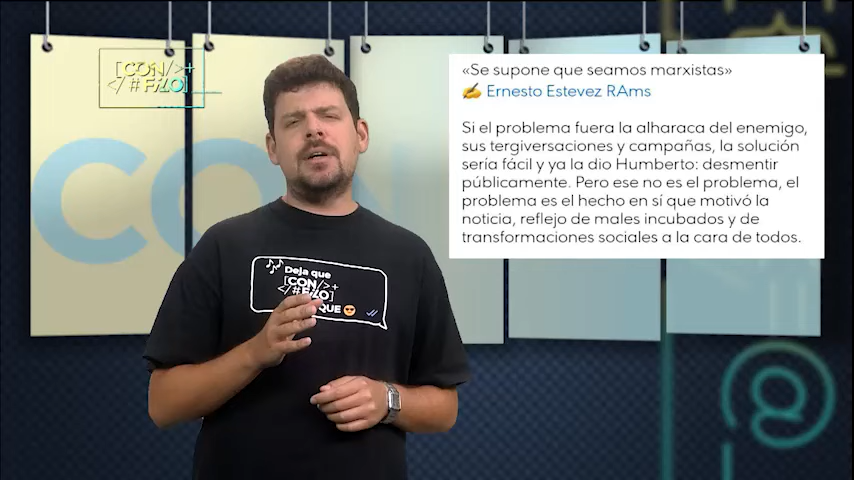 [CON/>+
</#FiLO]
CON
«Se supone que seamos marxistas»
✍️ Ernesto Estevez RAms
Si el problema fuera la alharaca del enemigo,
sus tergiversaciones y campañas, la solución
sería fácil y ya la dio Humberto: desmentir
públicamente. Pero ese no es el problema, el
problema es el hecho en sí que motivó la
noticia, reflejo de males incubados y de
transformaciones sociales a la cara de todos.
Deja que
[CON/>+
</#FiLO]
QUE